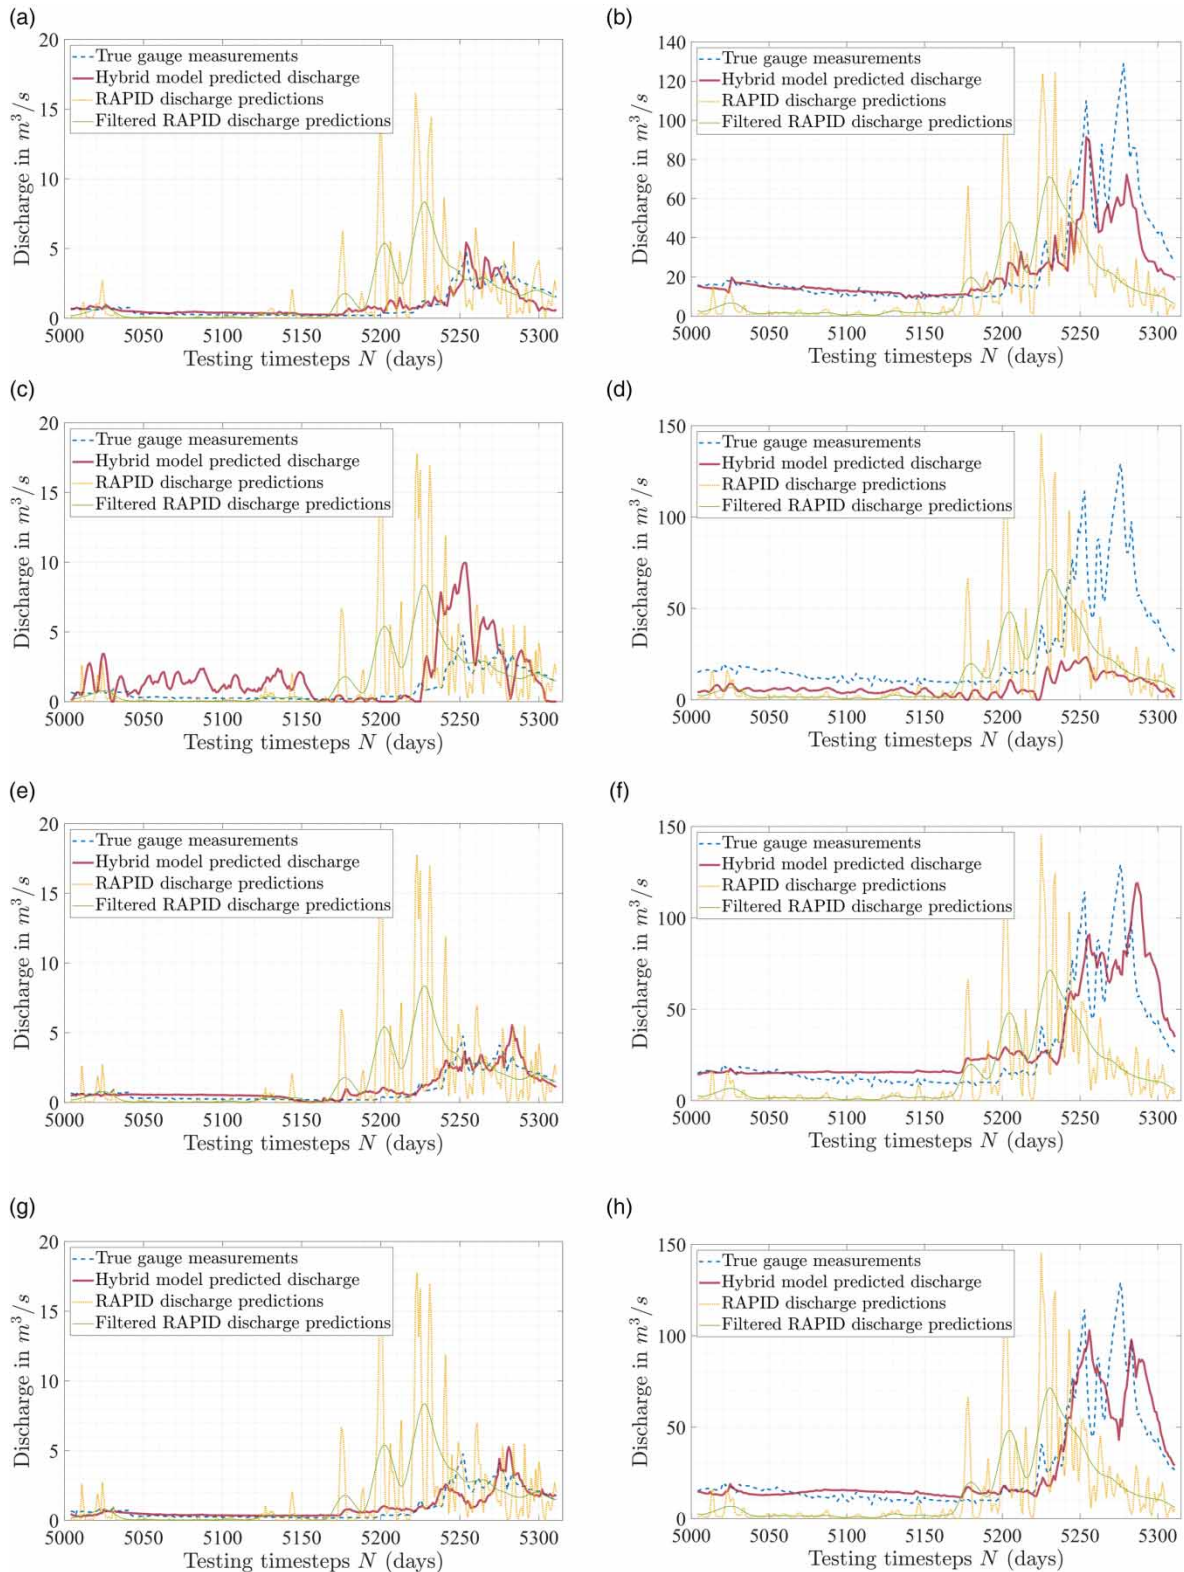 (a)
20
15
10
5
0
Discharge in m³/s
True gauge measurements
Hybrid model predicted discharge
RAPID discharge predictions
Filtered RAPID discharge predictions
5000 5050 5100 5150 5200 5250 5300
Testing timesteps N (days)
(b)
140
120
100
80
60
40
20
0
Discharge in m³/s
True gauge measurements
Hybrid model predicted discharge
RAPID discharge predictions
Filtered RAPID discharge predictions
5000 5050 5100 5150 5200 5250 5300
Testing timesteps N (days)
(c)
20
15
10
5
0
Discharge in m³/s
True gauge measurements
Hybrid model predicted discharge
RAPID discharge predictions
Filtered RAPID discharge predictions
5000 5050 5100 5150 5200 5250 5300
Testing timesteps N (days)
(d)
150
100
50
0
Discharge in m³/s
True gauge measurements
Hybrid model predicted discharge
RAPID discharge predictions
Filtered RAPID discharge predictions
5000 5050 5100 5150 5200 5250 5300
Testing timesteps N (days)
(e)
20
15
10
5
0
Discharge in m³/s
True gauge measurements
Hybrid model predicted discharge
RAPID discharge predictions
Filtered RAPID discharge predictions
5000 5050 5100 5150 5200 5250 5300
Testing timesteps N (days)
(f)
150
100
50
0
Discharge in m³/s
True gauge measurements
Hybrid model predicted discharge
RAPID discharge predictions
Filtered RAPID discharge predictions
5000 5050 5100 5150 5200 5250 5300
Testing timesteps N (days)
(g)
20
15
10
5
0
Discharge in m³/s
True gauge measurements
Hybrid model predicted discharge
RAPID discharge predictions
Filtered RAPID discharge predictions
5000 5050 5100 5150 5200 5250 5300
Testing timesteps N (days)
(h)
150
100
50
0
Discharge in m³/s
True gauge measurements
Hybrid model predicted discharge
RAPID discharge predictions
Filtered RAPID discharge predictions
5000 5050 5100 5150 5200 5250 5300
Testing timesteps N (days)